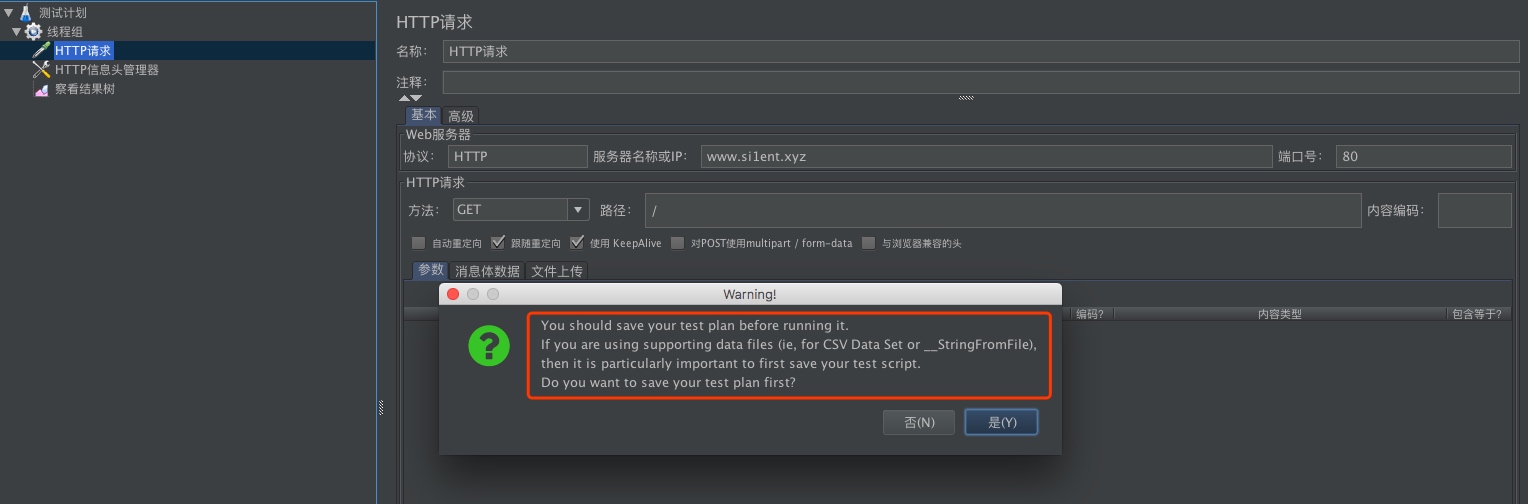 测试计划
线程组
HTTP请求
HTTP信息头管理器
察看结果树
HTTP请求
名称： HTTP请求
注释：
基本 高级
Web服务器
协议： HTTP 服务器名称或IP： www.si1ent.xyz 端口号： 80
HTTP请求
方法： GET 路径： / 内容编码：
自动重定向 跟随重定向 使用 KeepAlive 对POST使用multipart / form-data 与浏览器兼容的头
参数 消息体数据 文件上传
Warning!
编码? 内容类型 包含等于?
You should save your test plan before running it.
If you are using supporting data files (ie, for CSV Data Set or __StringFromFile),
then it is particularly important to first save your test script.
Do you want to save your test plan first?
否(N) 是(Y)